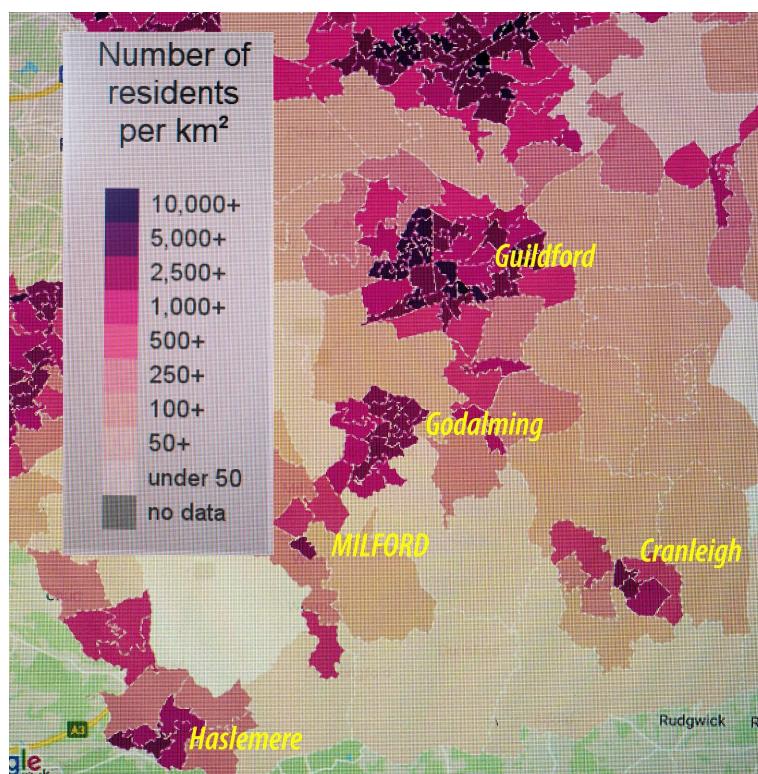 Number of
residents
per km²
10,000+
5,000+
2,500+
1,000+
500+
250+
100+
50+
under 50
no data
Guildford
Godalming
MILFORD
Cranleigh
Haslemere
A3
Rudgwick
gle